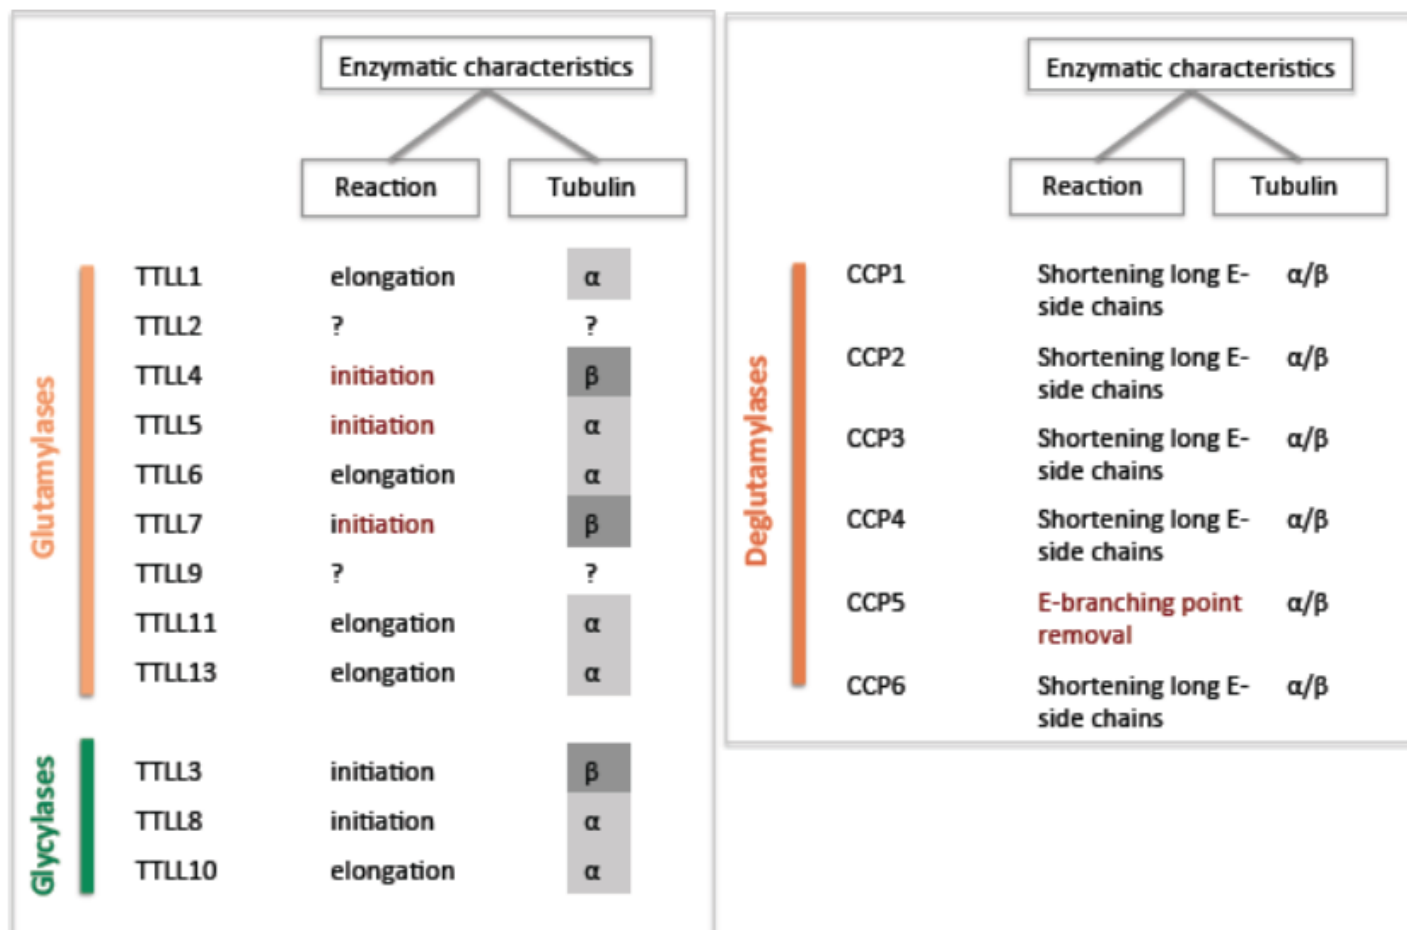 Enzymatic characteristics
Reaction
Tubulin
Glutamylases
TTLL1 elongation α
TTLL2 ? ?
TTLL4 initiation β
TTLL5 initiation α
TTLL6 elongation α
TTLL7 initiation β
TTLL9 ? ?
TTLL11 elongation α
TTLL13 elongation α
Glycylases
TTLL3 initiation β
TTLL8 initiation α
TTLL10 elongation α
Enzymatic characteristics
Reaction
Tubulin
Deglutamylases
CCP1 Shortening long E- α/β
side chains
CCP2 Shortening long E- α/β
side chains
CCP3 Shortening long E- α/β
side chains
CCP4 Shortening long E- α/β
side chains
CCP5 E-branching point α/β
removal
CCP6 Shortening long E- α/β
side chains